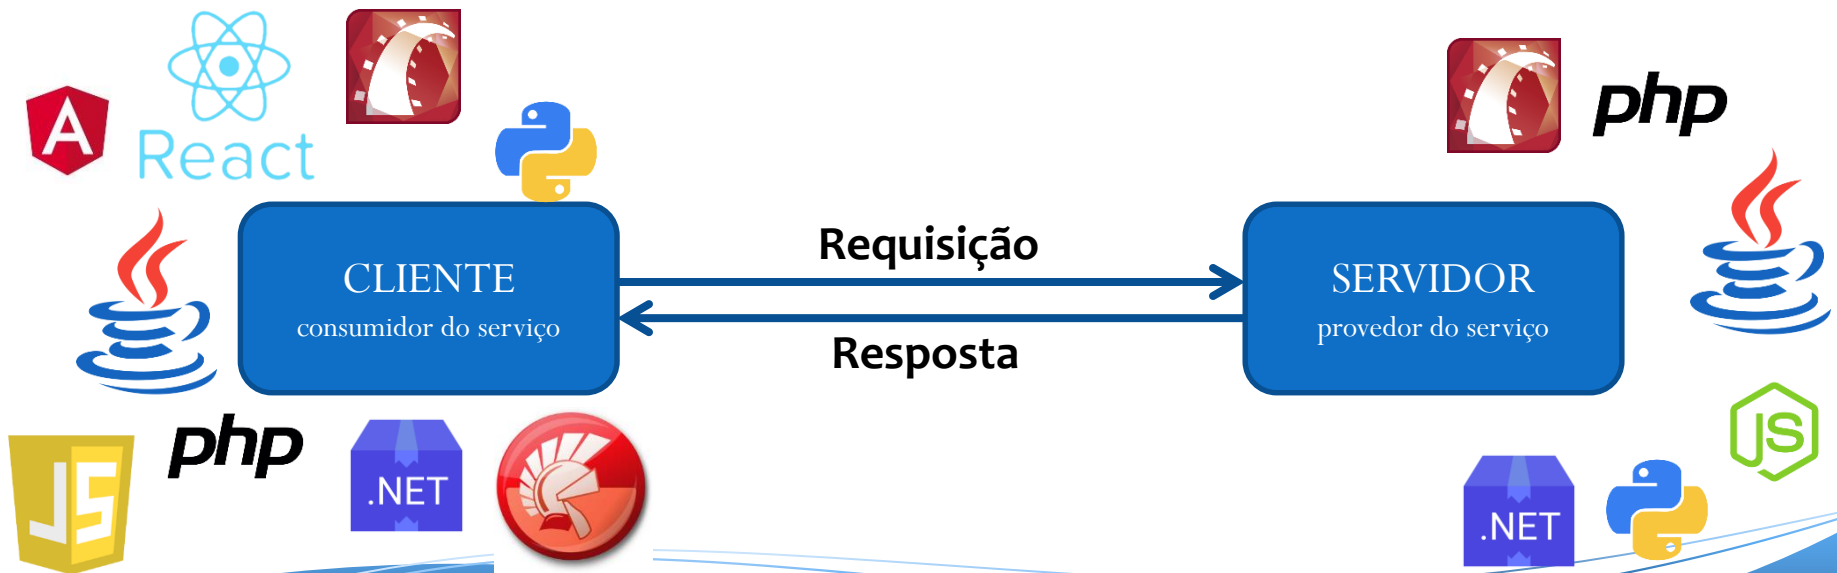 A
React
php
CLIENTE
consumidor do serviço
Requisição
Resposta
SERVIDOR
provedor do serviço
JS
php
.NET
JS
.NET